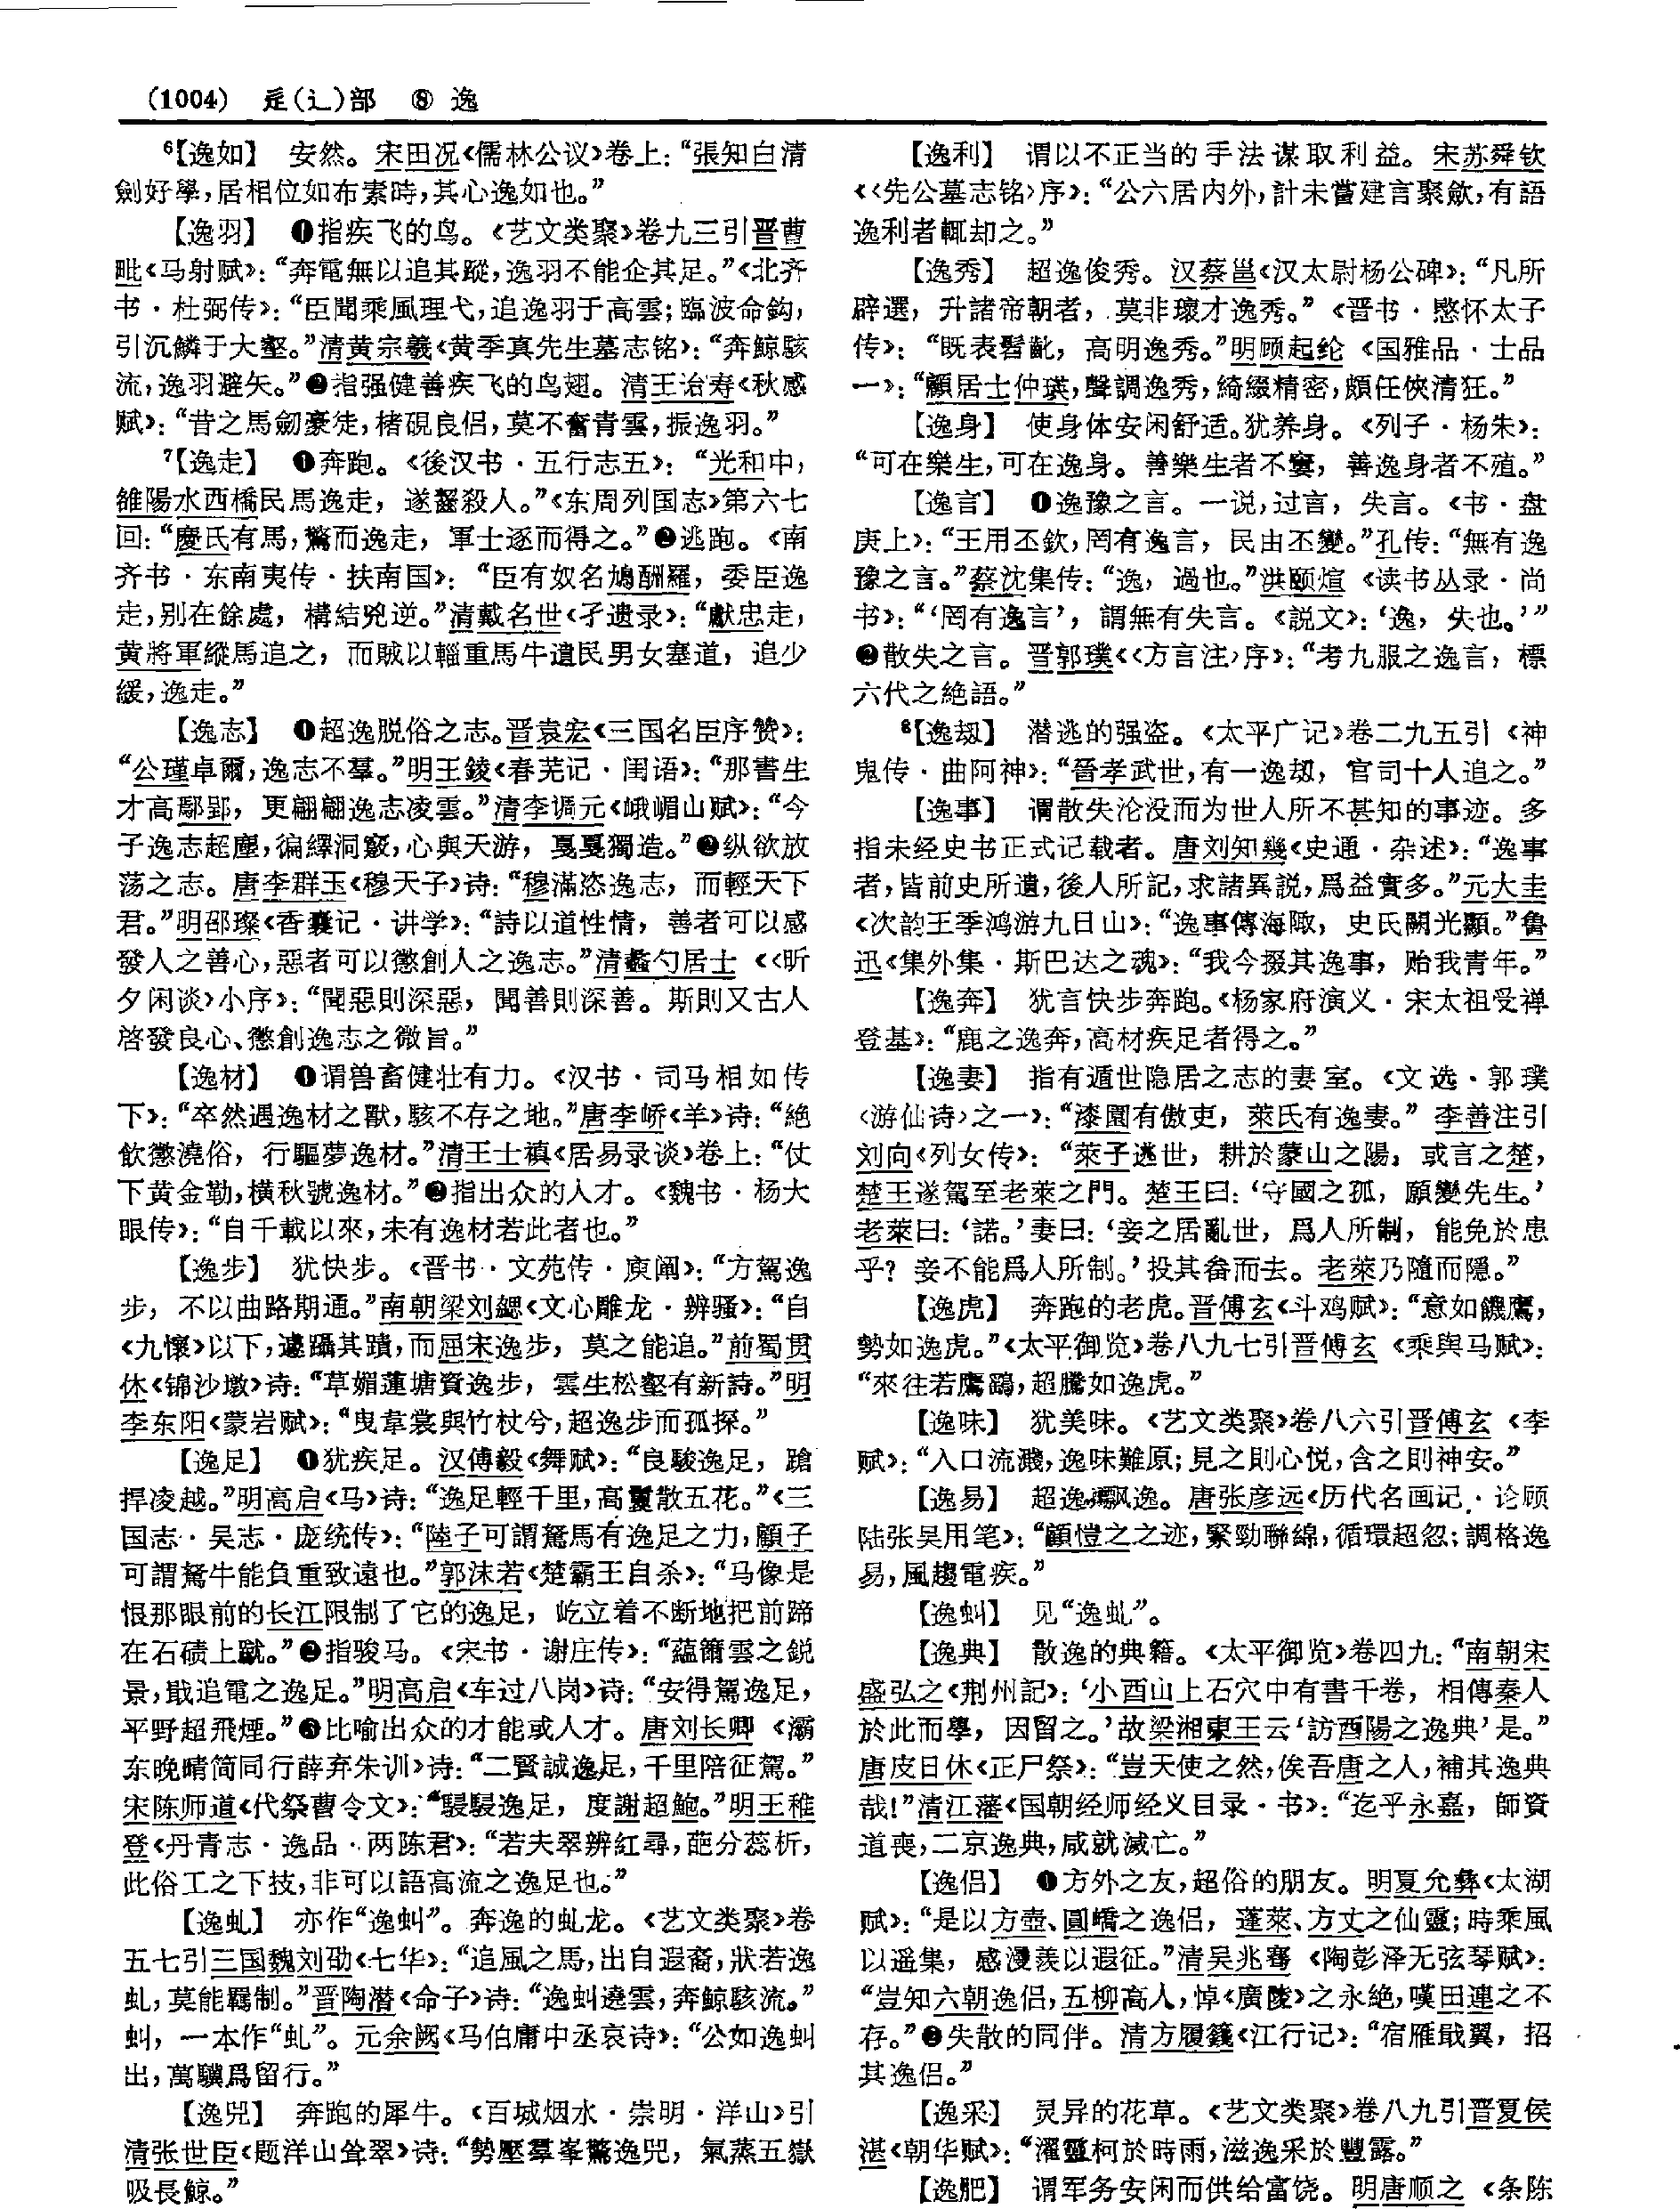 (1004) 辵(辶)部 ⑧ 逸
⁶【逸如】 安然。宋田况《儒林公议》卷上：“張知白清
劍好學，居相位如布素時，其心逸如也。”
【逸羽】 ❶指疾飞的鸟。《艺文类聚》卷九三引晋曹
毗《马射赋》：“奔電無以追其蹤，逸羽不能企其足。”《北齐
书·杜弼传》：“臣聞乘風理弋，追逸羽于高雲；臨波命鈎，
引沉鱗于大壑。”清黄宗羲《黄季真先生墓志铭》：“奔鯨駭
流，逸羽避矢。”❷指强健善疾飞的鸟翅。清王诒寿《秋感
赋》：“昔之馬劒豪徒，楮硯良侣，莫不奮青雲，振逸羽。”
⁷【逸走】 ❶奔跑。《後汉书·五行志五》：“光和中，
雒陽水西橋民馬逸走，遂齧殺人。”《东周列国志》第六七
回：“慶氏有馬，驚而逸走，軍士逐而得之。”❷逃跑。《南
齐书·东南夷传·扶南国》：“臣有奴名鳩酬羅，委臣逸
走，别在餘處，構結兇逆。”清戴名世《孑遗录》：“獻忠走，
黄將軍縱馬追之，而賊以輜重馬牛遺民男女塞道，追少
緩，逸走。”
【逸志】 ❶超逸脱俗之志。晋袁宏《三国名臣序赞》：
“公瑾卓爾，逸志不羣。”明王錂《春芜记·闺语》：“那書生
才高鄢郢，更翩翩逸志凌雲。”清李调元《峨嵋山赋》：“今
子逸志超塵，徧繹洞竅，心與天游，戛戛獨造。”❷纵欲放
荡之志。唐李群玉《穆天子》诗：“穆滿恣逸志，而輕天下
君。”明邵璨《香囊记·讲学》：“詩以道性情，善者可以感
發人之善心，惡者可以懲創人之逸志。”清蠡勺居士《〈昕
夕闲谈〉小序》：“聞惡則深惡，聞善則深善。斯則又古人
啓發良心、懲創逸志之微旨。”
【逸材】 ❶谓兽畜健壮有力。《汉书·司马相如传
下》：“卒然遇逸材之獸，駭不存之地。”唐李峤《羊》诗：“絶
飲懲澆俗，行驅夢逸材。”清王士禛《居易录谈》卷上：“仗
下黄金勒，横秋號逸材。”❷指出众的人才。《魏书·杨大
眼传》：“自千載以來，未有逸材若此者也。”
【逸步】 犹快步。《晋书·文苑传·庾阐》：“方駕逸
步，不以曲路期通。”南朝梁刘勰《文心雕龙·辨骚》：“自
《九懷》以下，遽躡其蹟，而屈宋逸步，莫之能追。”前蜀贯
休《锦沙墩》诗：“草媚蓮塘資逸步，雲生松壑有新詩。”明
李东阳《蒙岩赋》：“曳韋裳與竹杖兮，超逸步而孤探。”
【逸足】 ❶犹疾足。汉傅毅《舞赋》：“良駿逸足，蹌
捍凌越。”明高启《马》诗：“逸足輕千里，高鬟散五花。”《三
国志·吴志·庞统传》：“陸子可謂駑馬有逸足之力，顧子
可謂駑牛能負重致遠也。”郭沫若《楚霸王自杀》：“马像是
恨那眼前的长江限制了它的逸足，屹立着不断地把前蹄
在石碛上蹴。”❷指骏马。《宋书·谢庄传》：“藴籋雲之鋭
景，戢追電之逸足。”明高启《车过八岗》诗：“安得駕逸足，
平野超飛煙。”❸比喻出众的才能或人才。唐刘长卿《灞
东晚晴简同行薛弃朱训》诗：“二賢誠逸足，千里陪征駕。”
宋陈师道《代祭曹令文》：“駸駸逸足，度謝超鮑。”明王穉
登《丹青志·逸品·两陈君》：“若夫翠辨紅尋，葩分蕊析，
此俗工之下技，非可以語高流之逸足也。”
【逸虬】 亦作“逸蚪”。奔逸的虬龙。《艺文类聚》卷
五七引三国魏刘劭《七华》：“追風之馬，出自遐裔，狀若逸
虬，莫能羈制。”晋陶潜《命子》诗：“逸蚪遶雲，奔鯨駭流。”
蚪，一本作“虬”。元余阙《马伯庸中丞哀诗》：“公如逸蚪
出，萬驥爲留行。”
【逸兕】 奔跑的犀牛。《百城烟水·崇明·洋山》引
清张世臣《题洋山耸翠》诗：“勢壓羣峯驚逸兕，氣蒸五嶽
吸長鯨。”
【逸利】 谓以不正当的手法谋取利益。宋苏舜钦
《〈先公墓志铭〉序》：“公六居内外，計未嘗建言聚歛，有語
逸利者輒却之。”
【逸秀】 超逸俊秀。汉蔡邕《汉太尉杨公碑》：“凡所
辟選，升諸帝朝者，莫非瓌才逸秀。”《晋书·愍怀太子
传》：“既表髫齔，高明逸秀。”明顾起纶《国雅品·士品
一》：“顧居士仲瑛，聲調逸秀，綺綴精密，頗任俠清狂。”
【逸身】 使身体安闲舒适。犹养身。《列子·杨朱》：
“可在樂生，可在逸身。善樂生者不窶，善逸身者不殖。”
【逸言】 ❶逸豫之言。一说，过言，失言。《书·盘
庚上》：“王用丕欽，罔有逸言，民由丕變。”孔传：“無有逸
豫之言。”蔡沈集传：“逸，過也。”洪颐煊《读书丛录·尚
书》：“‘罔有逸言’，謂無有失言。《説文》：‘逸，失也。’”
❷散失之言。晋郭璞《〈方言注〉序》：“考九服之逸言，標
六代之絶語。”
⁸【逸劫】 潜逃的强盗。《太平广记》卷二九五引《神
鬼传·曲阿神》：“晉孝武世，有一逸劫，官司十人追之。”
【逸事】 谓散失沦没而为世人所不甚知的事迹。多
指未经史书正式记载者。唐刘知幾《史通·杂述》：“逸事
者，皆前史所遺，後人所記，求諸異説，爲益實多。”元大圭
《次韵王季鸿游九日山》：“逸事傳海陬，史氏闕光顯。”鲁
迅《集外集·斯巴达之魂》：“我今掇其逸事，贻我青年。”
【逸奔】 犹言快步奔跑。《杨家府演义·宋太祖受禅
登基》：“鹿之逸奔，高材疾足者得之。”
【逸妻】 指有遁世隐居之志的妻室。《文选·郭璞
〈游仙诗〉之一》：“漆園有傲吏，萊氏有逸妻。”李善注引
刘向《列女传》：“萊子逃世，耕於蒙山之陽，或言之楚，
楚王遂駕至老萊之門。楚王曰：‘守國之孤，願變先生。’
老萊曰：‘諾。’妻曰：‘妾之居亂世，爲人所制，能免於患
乎？妾不能爲人所制。’投其畚而去。老萊乃隨而隱。”
【逸虎】 奔跑的老虎。晋傅玄《斗鸡赋》：“意如饑鷹，
勢如逸虎。”《太平御览》卷八九七引晋傅玄《乘舆马赋》：
“來往若鷹鷂，超騰如逸虎。”
【逸味】 犹美味。《艺文类聚》卷八六引晋傅玄《李
赋》：“入口流濺，逸味難原；見之則心悦，含之則神安。”
【逸易】 超逸飘逸。唐张彦远《历代名画记·论顾
陆张吴用笔》：“顧愷之之迹，緊勁聯綿，循環超忽；調格逸
易，風趨電疾。”
【逸蚪】 见“逸虬”。
【逸典】 散逸的典籍。《太平御览》卷四九：“南朝宋
盛弘之《荆州記》：‘小酉山上石穴中有書千卷，相傳秦人
於此而學，因留之。’故梁湘東王云‘訪酉陽之逸典’是。”
唐皮日休《正尸祭》：“豈天使之然，俟吾唐之人，補其逸典
哉！”清江藩《国朝经师经义目录·书》：“迄乎永嘉，師資
道喪，二京逸典，咸就滅亡。”
【逸侣】 ❶方外之友，超俗的朋友。明夏允彝《太湖
赋》：“是以方壺、圓嶠之逸侣，蓬萊、方丈之仙靈；時乘風
以遥集，感漫羨以遐征。”清吴兆骞《陶彭泽无弦琴赋》：
“豈知六朝逸侣，五柳高人，悼《廣陵》之永絶，嘆田連之不
存。”❷失散的同伴。清方履籛《江行记》：“宿雁戢翼，招
其逸侣。”
【逸采】 灵异的花草。《艺文类聚》卷八九引晋夏侯
湛《朝华赋》：“灌靈柯於時雨，滋逸采於豐露。”
【逸肥】 谓军务安闲而供给富饶。明唐顺之《条陈